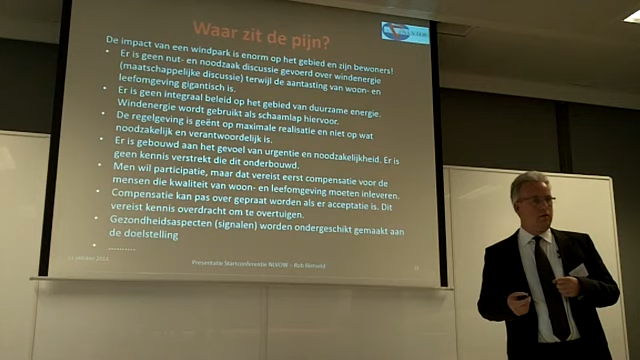 Waar zit de pijn?
De impact van een windpark is enorm op het gebied en zijn bewoners!
• Er is geen nut- en noodzaak discussie gevoerd over windenergie
(maatschappelijke discussie) terwijl de aantasting van woon- en
leefomgeving gigantisch is.
• Er is geen integraal beleid op het gebied van duurzame energie.
Windenergie wordt gebruikt als schaamlap hiervoor.
• De regelgeving is geënt op maximale realisatie en niet op wat
noodzakelijk en verantwoordelijk is.
• Er is gebouwd aan het gevoel van urgentie en noodzakelijkheid. Er is
geen kennis verstrekt die dit onderbouwd.
• Men wil participatie, maar dat vereist eerst compensatie voor de
mensen die kwaliteit van woon- en leefomgeving moeten inleveren.
• Compensatie kan pas over gepraat worden als er acceptatie is. Dit
vereist kennis overdracht om te overtuigen.
• Gezondheidsaspecten (signalen) worden ondergeschikt gemaakt aan
de doelstelling
• ..........
11 oktober 2014
Presentatie Startconferentie NLVOW – Rob Rietveld